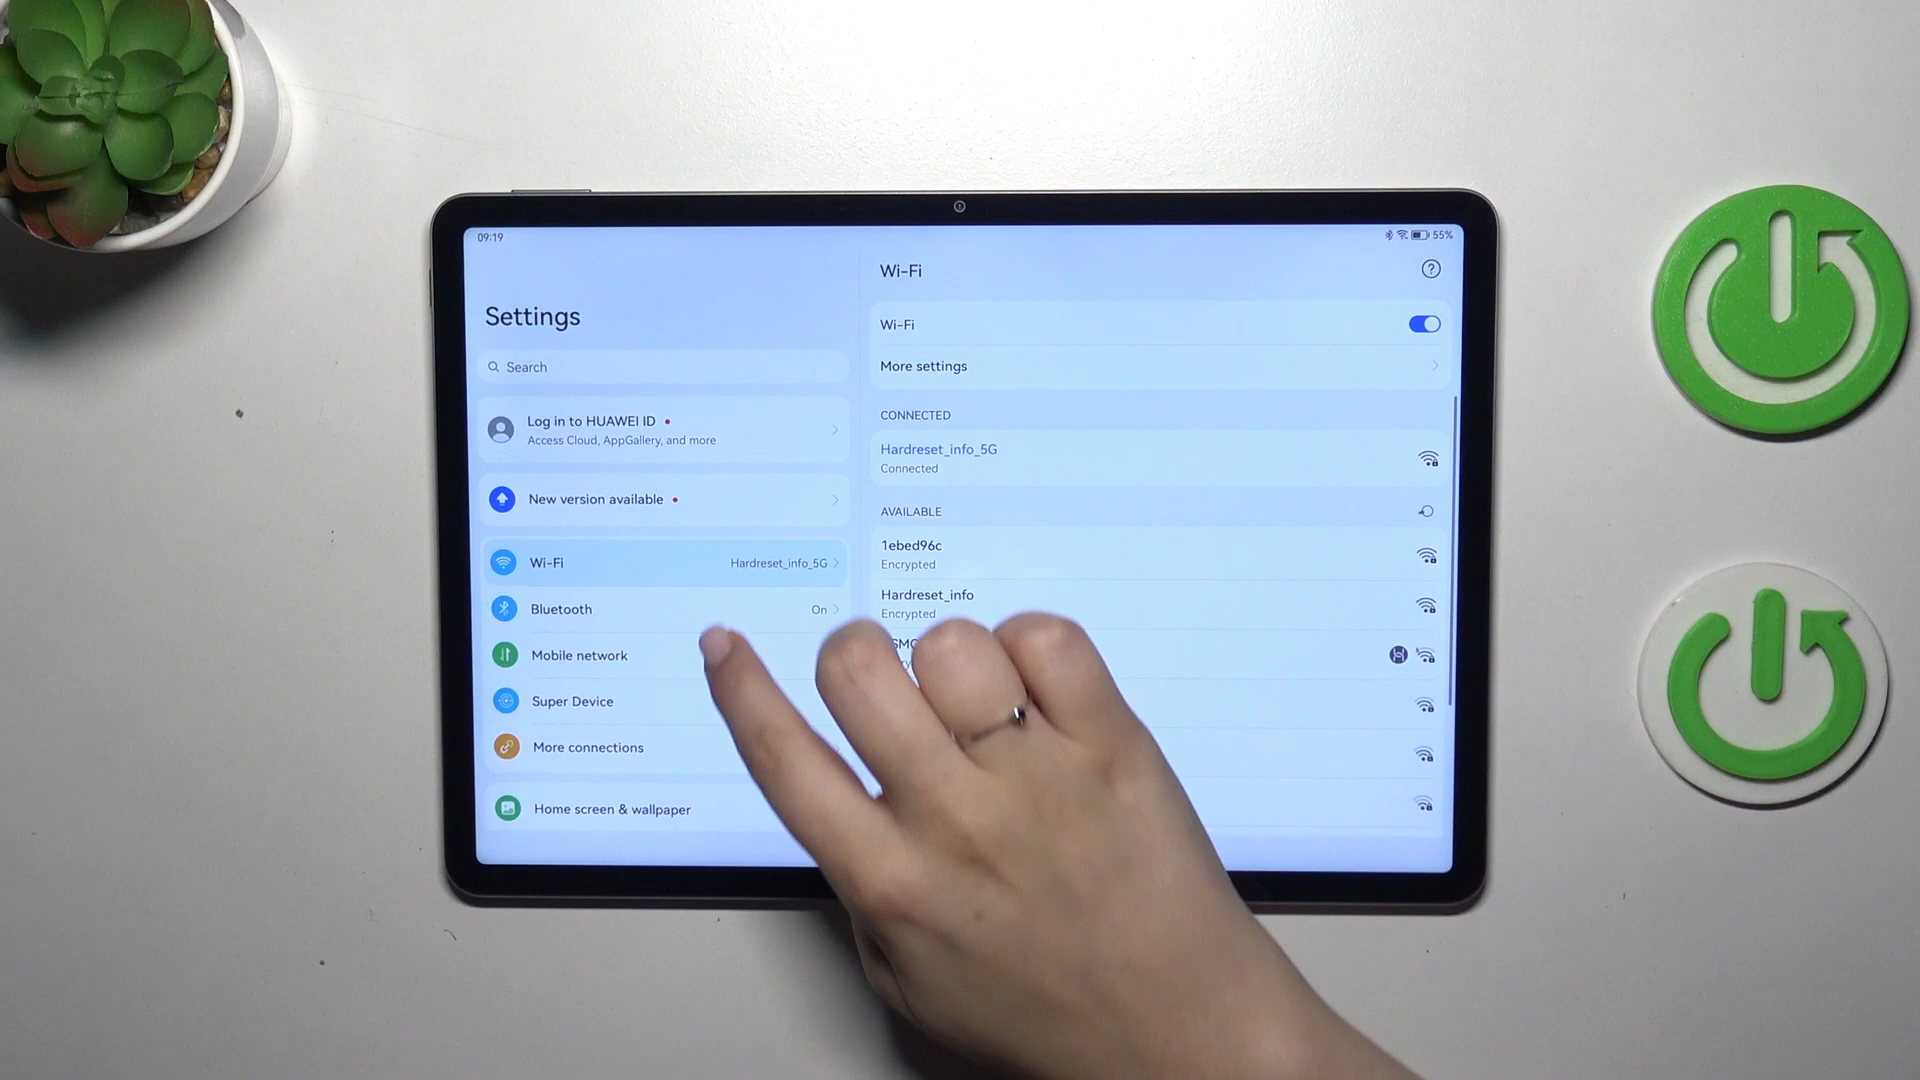 09:19
55%
Settings
Search
Log in to HUAWEI ID
Access Cloud, AppGallery, and more
New version available
Wi-Fi
Hardreset_info_5G
Bluetooth
On
Mobile network
Super Device
More connections
Home screen & wallpaper
Wi-Fi
Wi-Fi
More settings
CONNECTED
Hardreset_info_5G
Connected
AVAILABLE
1ebed96c
Encrypted
Hardreset_info
Encrypted